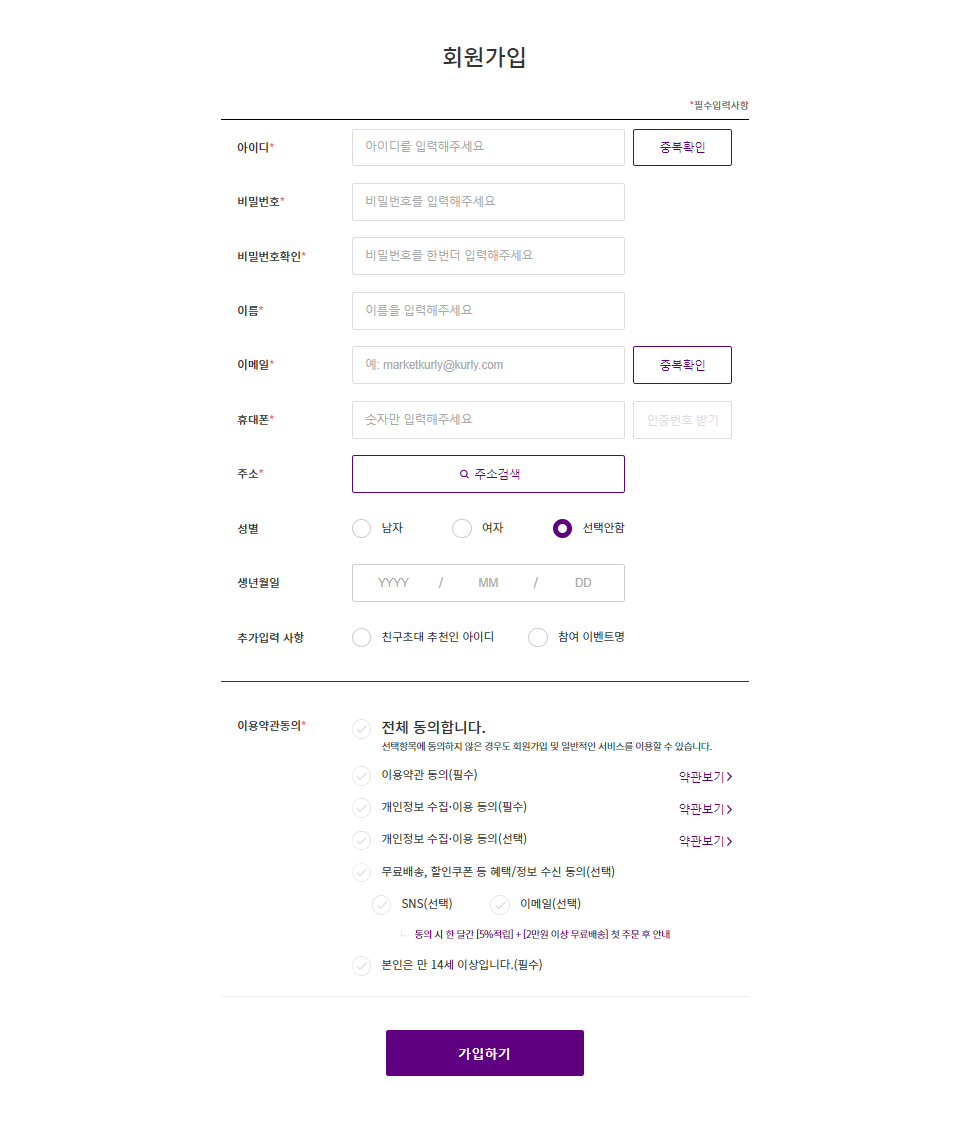 회원가입
*필수입력사항
아이디* 아이디를 입력해주세요 중복확인
비밀번호* 비밀번호를 입력해주세요
비밀번호확인* 비밀번호를 한번더 입력해주세요
이름* 이름을 입력해주세요
이메일* 예: marketkurly@kurly.com 중복확인
휴대폰* 숫자만 입력해주세요 인증번호 받기
주소* 주소검색
성별 남자 여자 선택안함
생년월일 YYYY / MM / DD
추가입력 사항 친구초대 추천인 아이디 참여 이벤트명
이용약관동의* 전체 동의합니다.
선택항목에 동의하지 않은 경우도 회원가입 및 일반적인 서비스를 이용할 수 있습니다.
이용약관 동의(필수) 약관보기
개인정보 수집·이용 동의(필수) 약관보기
개인정보 수집·이용 동의(선택) 약관보기
무료배송, 할인쿠폰 등 혜택/정보 수신 동의(선택)
SNS(선택) 이메일(선택)
동의 시 한 달간 [5%적립] + [2만원 이상 무료배송] 첫 주문 후 안내
본인은 만 14세 이상입니다.(필수)
가입하기